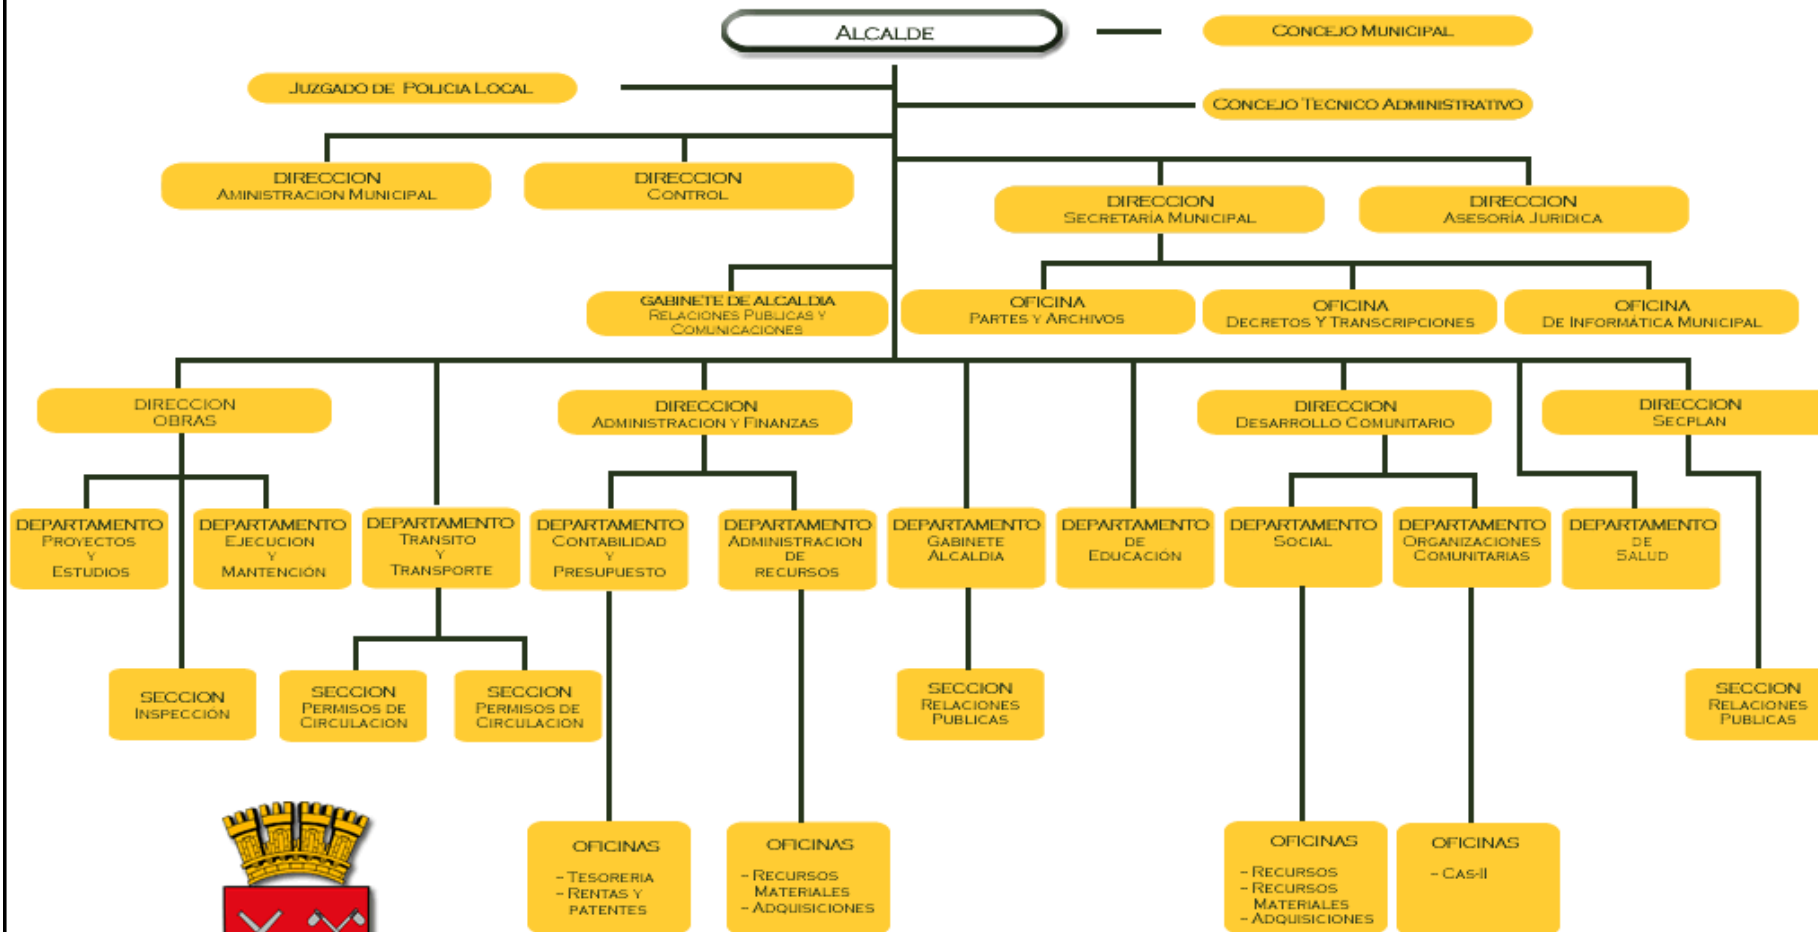 ALCALDE
CONCEJO MUNICIPAL
JUZGADO DE POLICIA LOCAL
CONCEJO TECNICO ADMINISTRATIVO
DIRECCION
AMINISTRACION MUNICIPAL
DIRECCION
CONTROL
DIRECCION
SECRETARÍA MUNICIPAL
DIRECCION
ASESORÍA JURIDICA
GABINETE DE ALCALDIA
RELACIONES PUBLICAS Y
COMUNICACIONES
OFICINA
PARTES Y ARCHIVOS
OFICINA
DECRETOS Y TRANSCRIPCIONES
OFICINA
DE INFORMÁTICA MUNICIPAL
DIRECCION
OBRAS
DIRECCION
ADMINISTRACION Y FINANZAS
DIRECCION
DESARROLLO COMUNITARIO
DIRECCION
SECPLAN
DEPARTAMENTO
PROYECTOS
Y
ESTUDIOS
DEPARTAMENTO
EJECUCION
Y
MANTENCIÓN
DEPARTAMENTO
TRANSITO
Y
TRANSPORTE
DEPARTAMENTO
CONTABILIDAD
Y
PRESUPUESTO
DEPARTAMENTO
ADMINISTRACION
DE
RECURSOS
DEPARTAMENTO
GABINETE
ALCALDIA
DEPARTAMENTO
DE
EDUCACIÓN
DEPARTAMENTO
SOCIAL
DEPARTAMENTO
ORGANIZACIONES
COMUNITARIAS
DEPARTAMENTO
DE
SALUD
SECCION
INSPECCIÓN
SECCION
PERMISOS DE
CIRCULACION
SECCION
PERMISOS DE
CIRCULACION
SECCION
RELACIONES
PUBLICAS
SECCION
RELACIONES
PUBLICAS
OFICINAS
- TESORERIA
- RENTAS Y
PATENTES
OFICINAS
- RECURSOS
MATERIALES
- ADQUISICIONES
OFICINAS
- RECURSOS
- RECURSOS
MATERIALES
- ADQUISICIONES
OFICINAS
- CAS-II